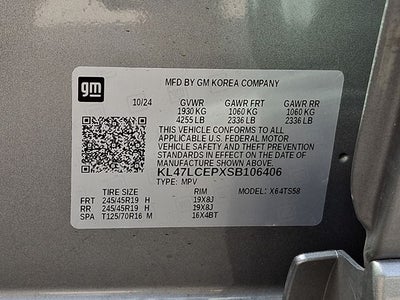 gm
MFD BY GM KOREA COMPANY
10/24 GVWR GAWR FRT GAWR RR
1930 KG 1060 KG 1060 KG
4255 LB 2336 LB 2336 LB
THIS VEHICLE CONFORMS TO ALL
APPLICABLE U.S. FEDERAL MOTOR
VEHICLE SAFETY AND THEFT PREVENTION
STANDARDS IN EFFECT ON THE DATE OF
MANUFACTURE SHOWN ABOVE.
KL47LCEPXSB106406
TYPE: MPV MODEL: X64TS58
TIRE SIZE RIM
FRT 245/45R19 H 19X8J
RR 245/45R19 H 19X8J
SPA T125/70R16 M 16X4BT